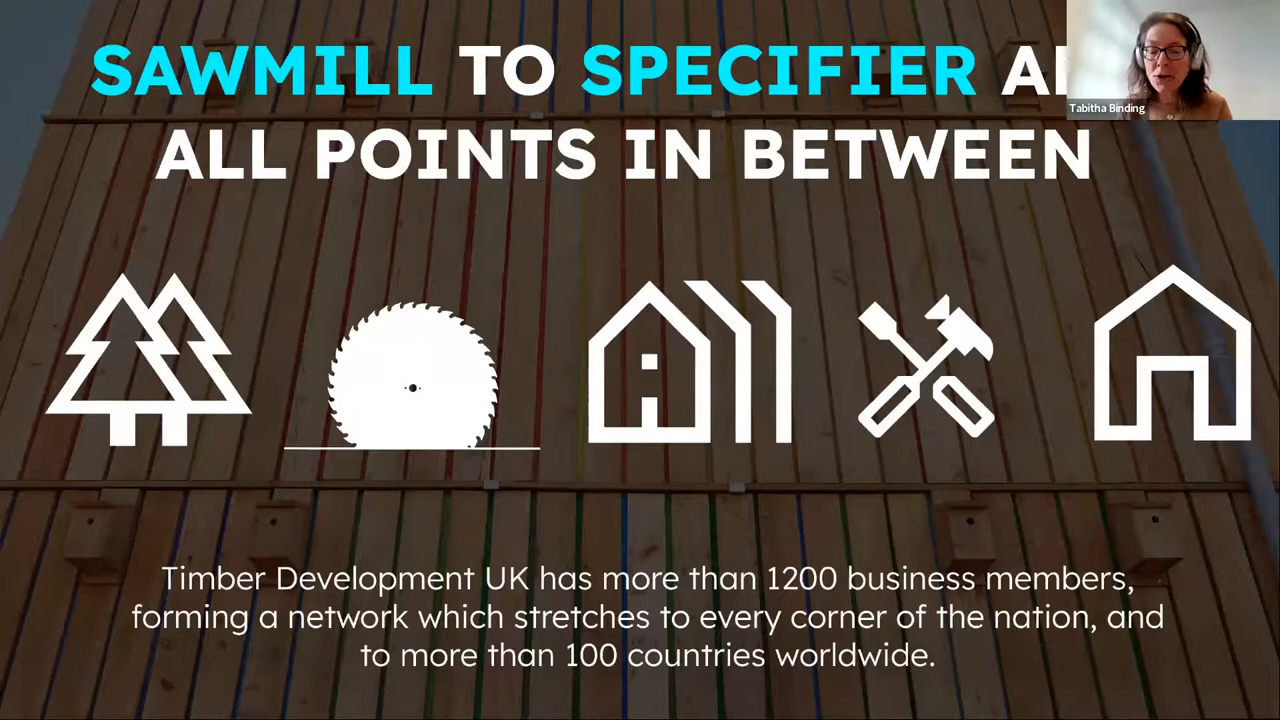 SAWMILL TO SPECIFIER
ALL POINTS IN BETWEEN
Tabitha Binding
Timber Development UK has more than 1200 business members,
forming a network which stretches to every corner of the nation, and
to more than 100 countries worldwide.